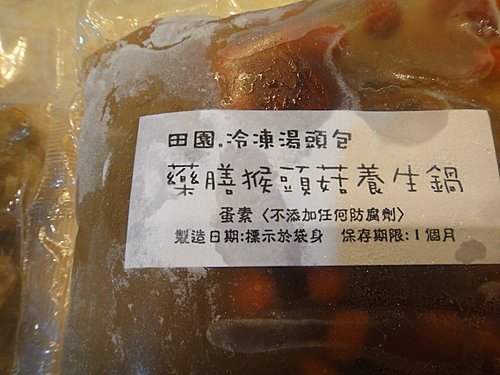 田園.冷凍湯頭包
藥膳猴頭菇養生鍋
蛋素〈不添加任何防腐劑〉
製造日期:標示於袋身 保存期限:1個月